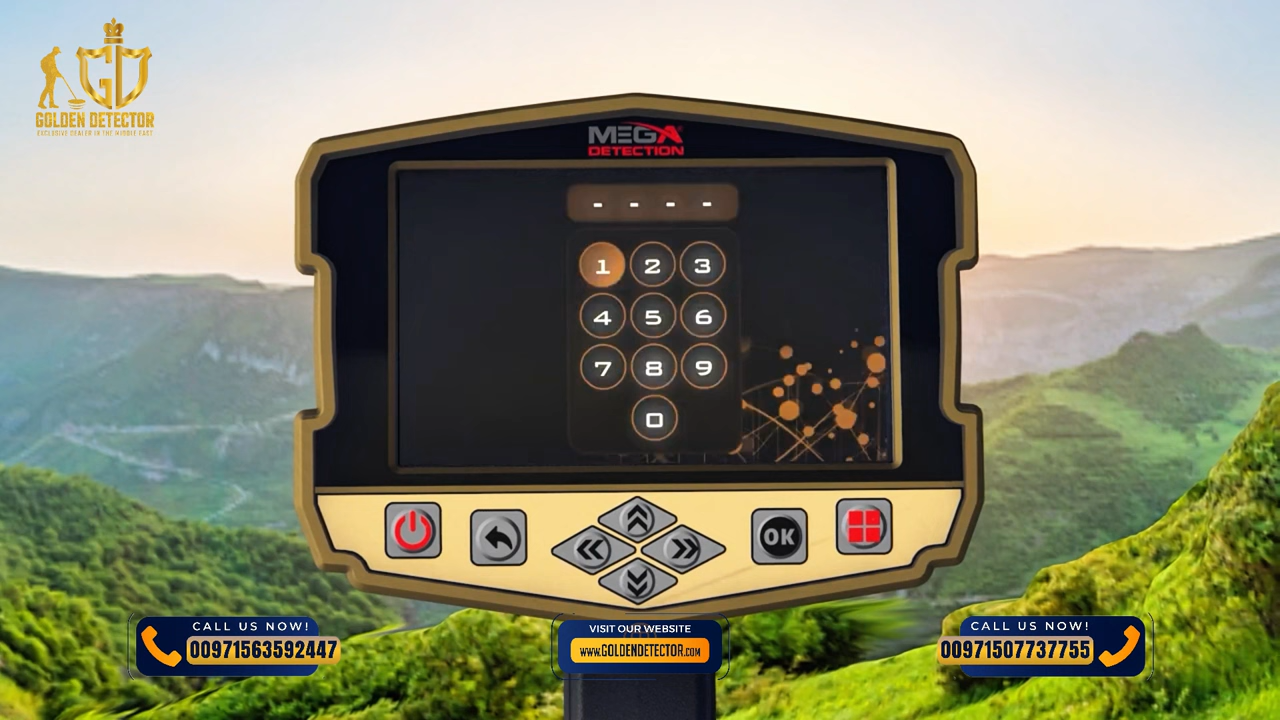 GD
GOLDEN DETECTOR
EXCLUSIVE DEALER IN THE MIDDLE EAST
MEGA
DETECTION
- - - -
1 2 3
4 5 6
7 8 9
0
OK
CALL US NOW!
00971563592447
VISIT OUR WEBSITE
WWW.GOLDENDETECTOR.COM
CALL US NOW!
00971507737755